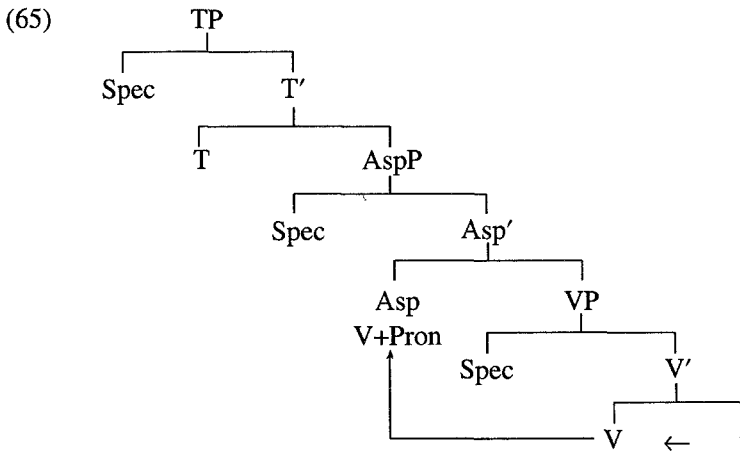 (65) TP
Spec T′
T AspP
Spec Asp′
Asp VP
V+Pron
Spec V′
V ←